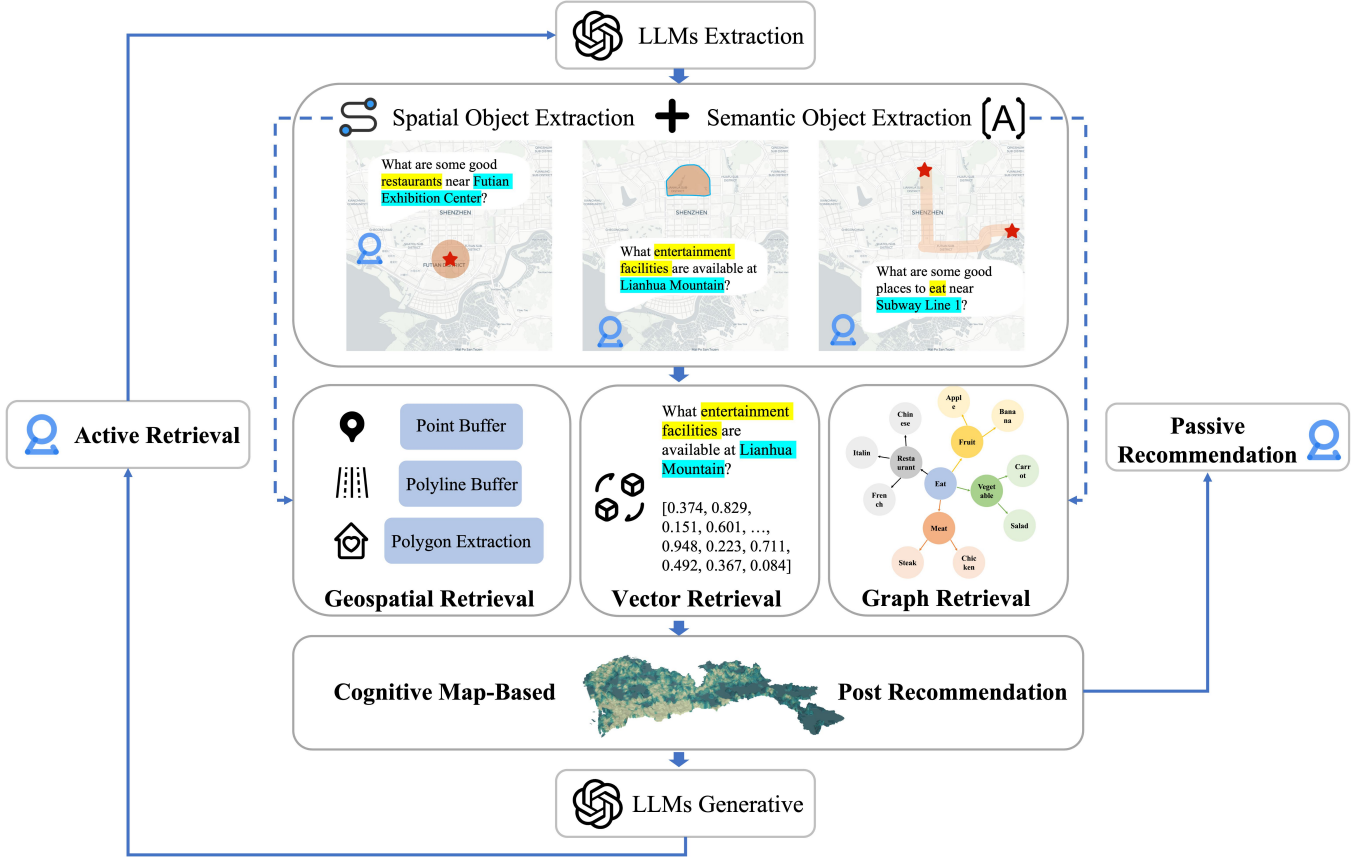 LLMs Extraction
Spatial Object Extraction
Semantic Object Extraction
[A]
What are some good
restaurants near Futian
Exhibition Center?
SHENZHEN
FUTIAN DISTRICT
SHENZHEN
What entertainment
facilities are available at
Lianhua Mountain?
SHENZHEN
What are some good
places to eat near
Subway Line 1?
Active Retrieval
Point Buffer
Polyline Buffer
Polygon Extraction
Geospatial Retrieval
What entertainment
facilities are
available at Lianhua
Mountain?
[0.374, 0.829,
0.151, 0.601, …,
0.948, 0.223, 0.711,
0.492, 0.367, 0.084]
Vector Retrieval
Appl
e
Bana
na
Chin
ese
Fruit
Italin
Resta
urant
Carr
ot
Eat
Veget
able
Fren
ch
Salad
Meat
Steak
Chic
ken
Graph Retrieval
Passive
Recommendation
Cognitive Map-Based
Post Recommendation
LLMs Generative